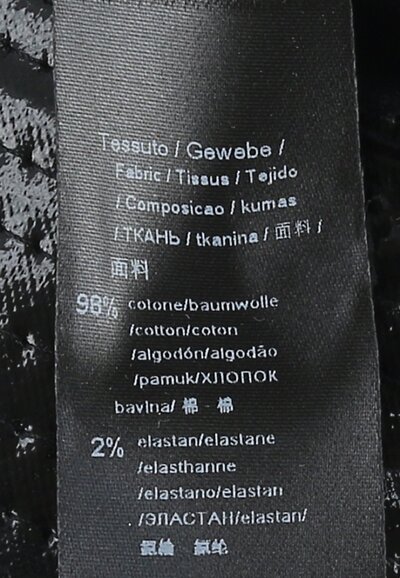 Tessuto / Gewebe /
Fabric / Tissus / Tejido
/ Composicao / kumas
/ ТКАНЬ / tkanina / 面料 /
面料
98% cotone/baumwolle
/cotton/coton
/algodón/algodão
/pamuk/ХЛОПОК
bavlna/ 棉 棉
2% elastan/elastane
/elasthanne
/elastano/elastan
/ЭЛАСТАН/elastan/